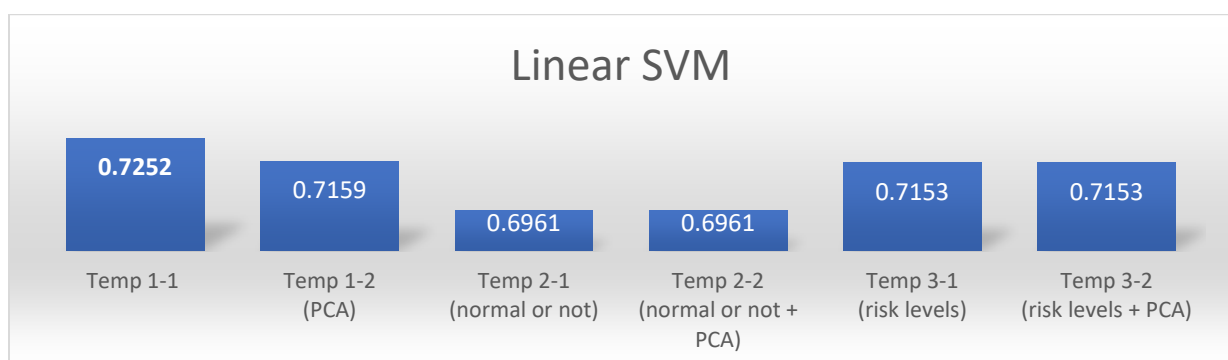 Linear SVM
0.7252
0.7159
0.6961
0.6961
0.7153
0.7153
Temp 1-1
Temp 1-2
(PCA)
Temp 2-1
(normal or not)
Temp 2-2
(normal or not +
PCA)
Temp 3-1
(risk levels)
Temp 3-2
(risk levels + PCA)